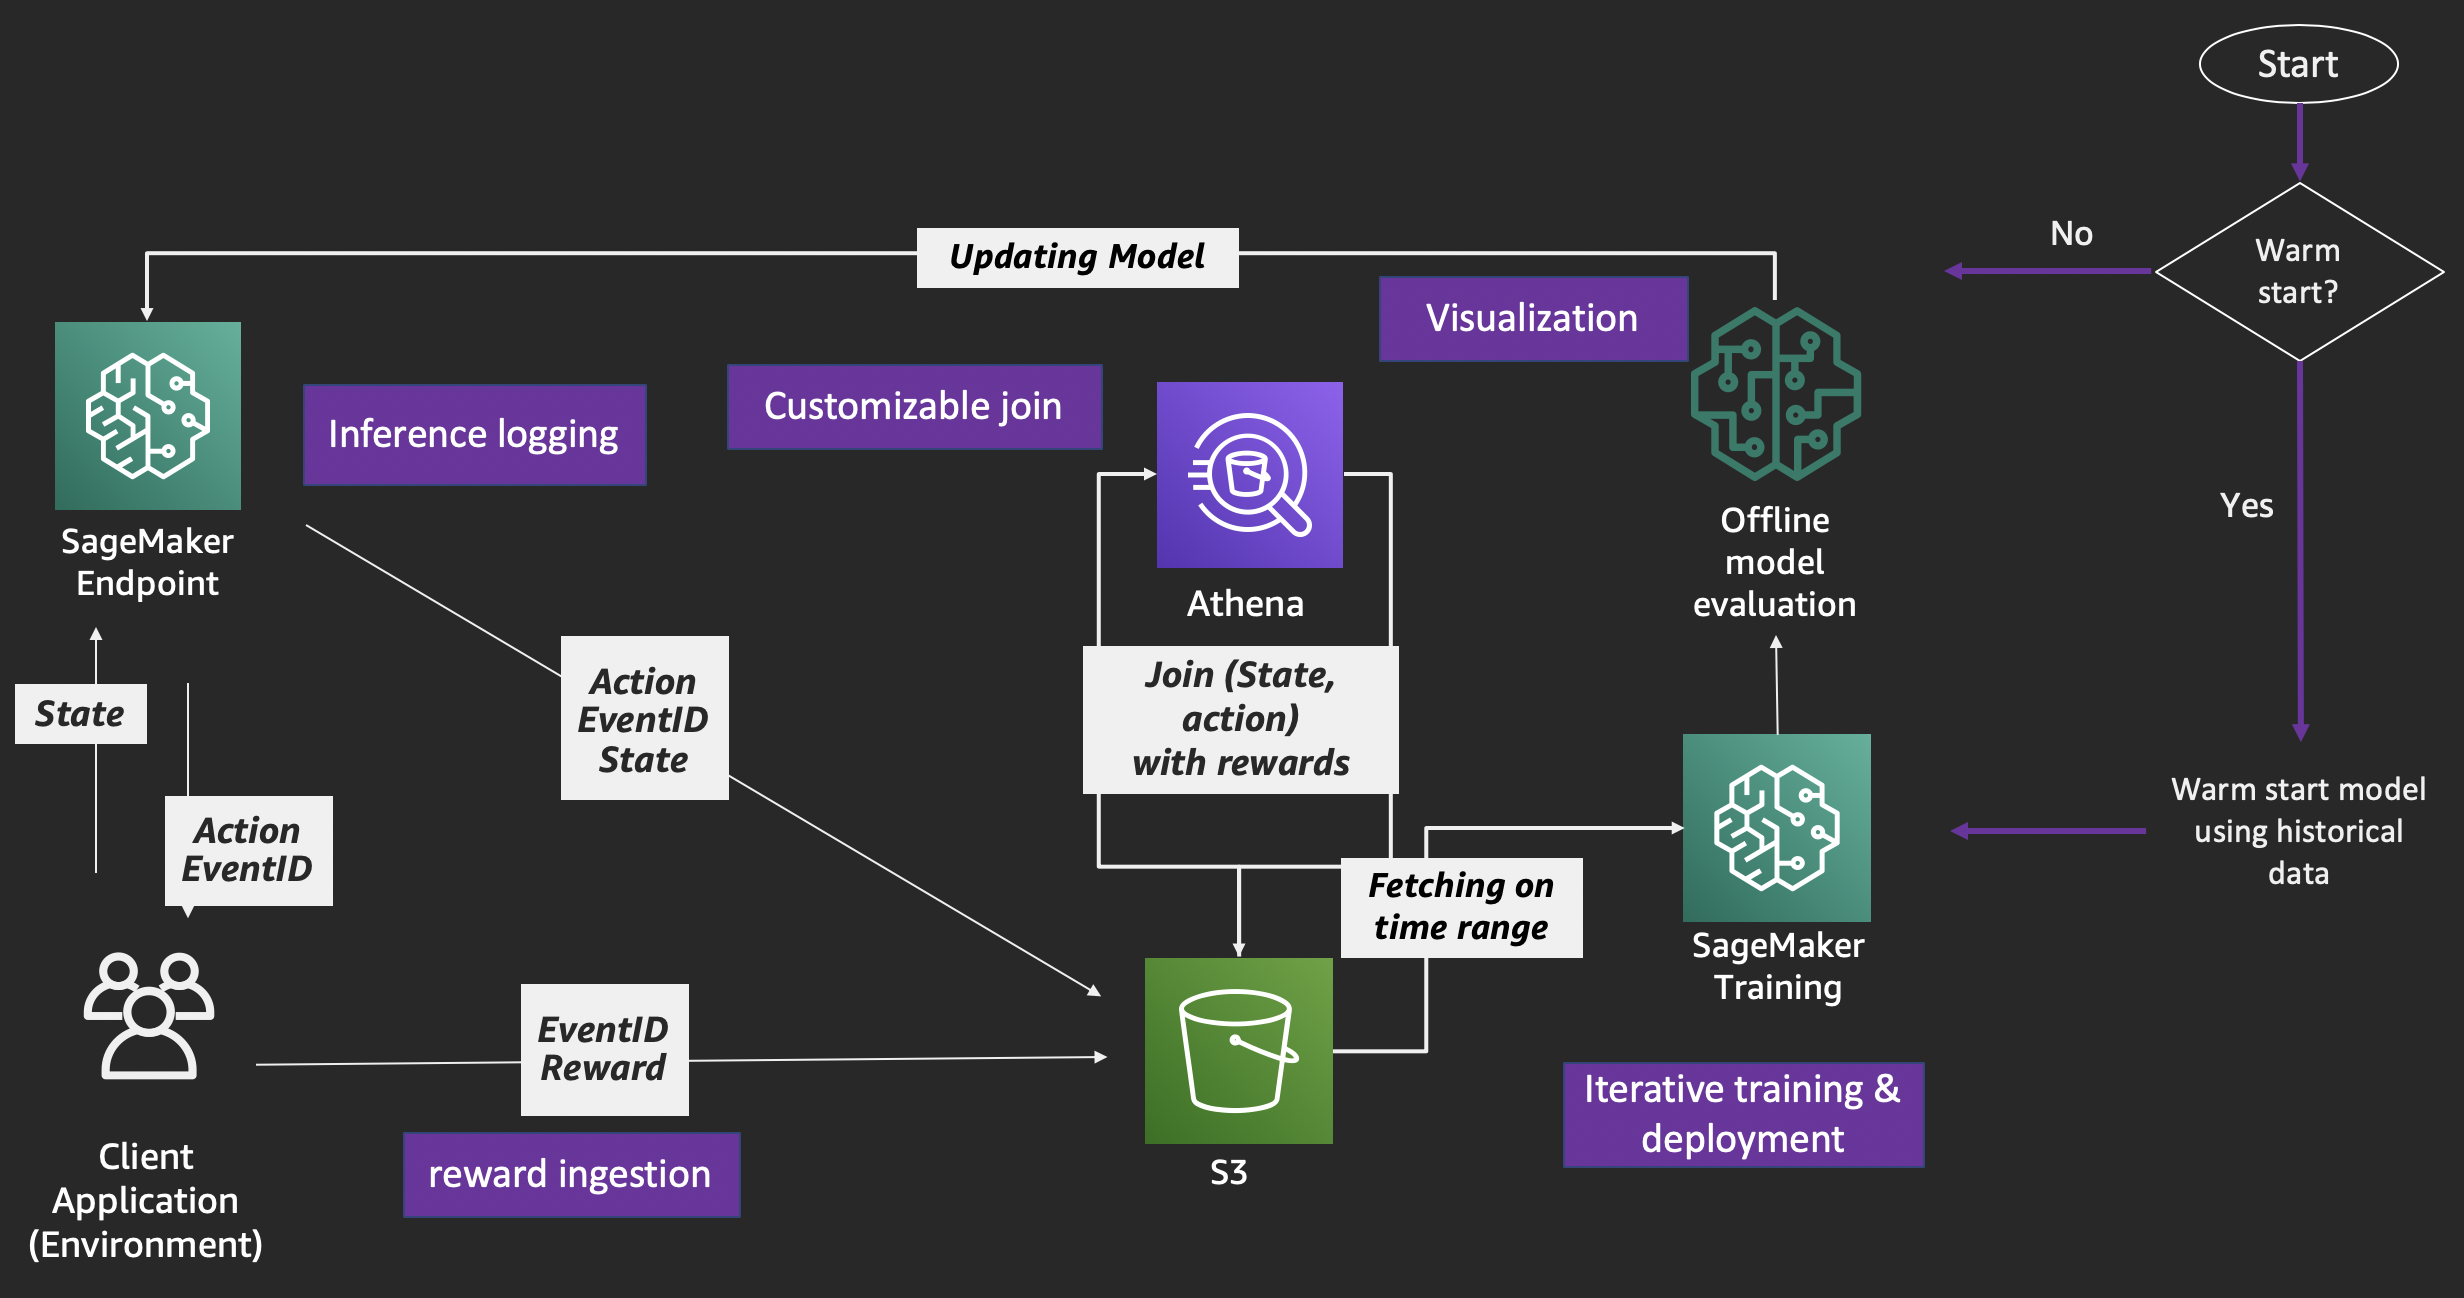 Start
Warm
start?
No
Yes
Warm start model
using historical
data
Updating Model
Visualization
Customizable join
Inference logging
SageMaker
Endpoint
Athena
Offline
model
evaluation
State
Action
EventID
Action
EventID
State
Join (State,
action)
with rewards
Fetching on
time range
SageMaker
Training
Iterative training &
deployment
EventID
Reward
reward ingestion
S3
Client
Application
(Environment)